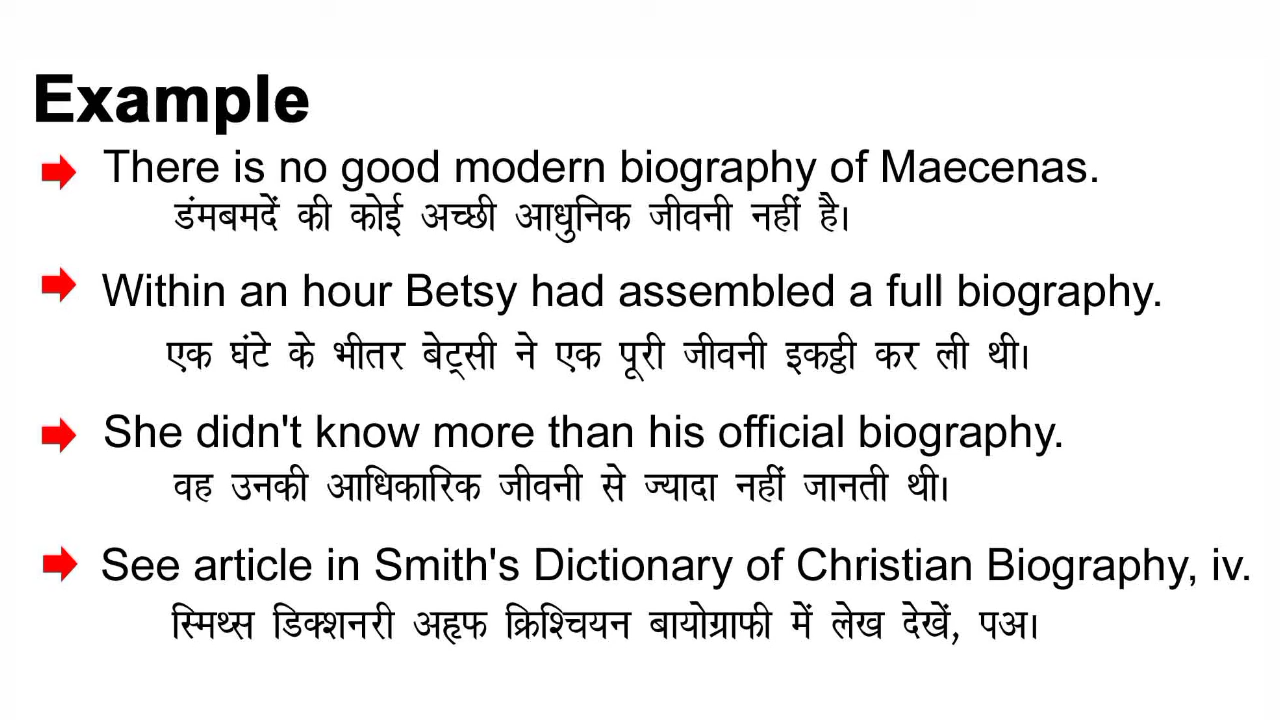 Example
There is no good modern biography of Maecenas.
डंमबमदें की कोई अच्छी आधुनिक जीवनी नहीं है।
Within an hour Betsy had assembled a full biography.
एक घंटे के भीतर बेट्सी ने एक पूरी जीवनी इकट्ठी कर ली थी।
She didn't know more than his official biography.
वह उनकी आधिकारिक जीवनी से ज्यादा नहीं जानती थी।
See article in Smith's Dictionary of Christian Biography, iv.
स्मिथ्स डिक्शनरी अहृफ क्रिश्चियन बायोग्राफी में लेख देखें, पअ।